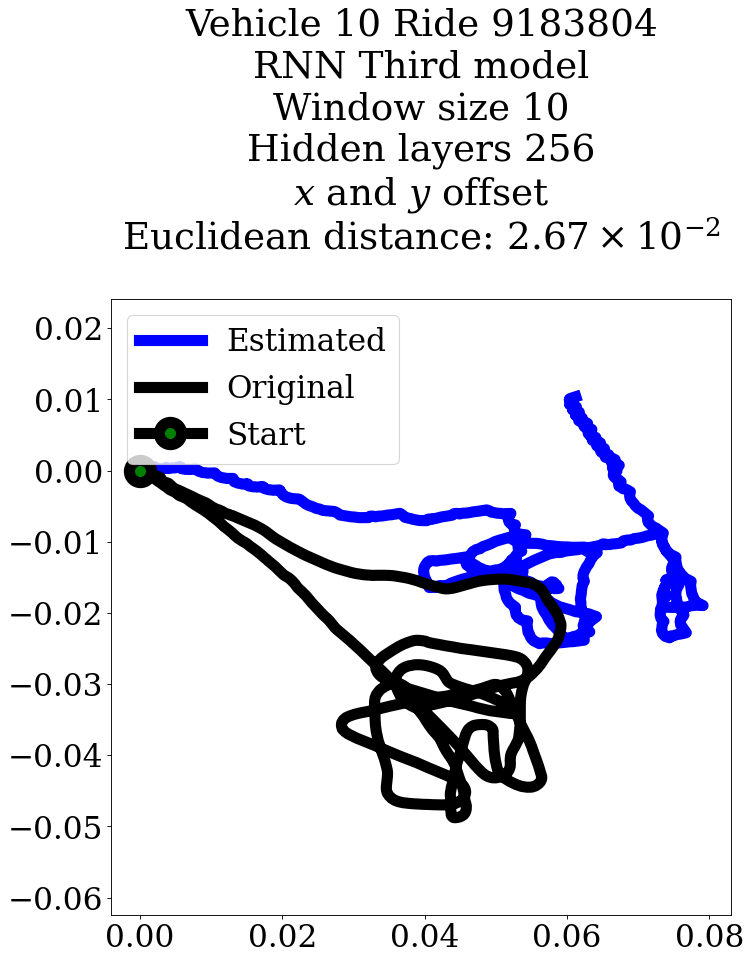 Vehicle 10 Ride 9183804
RNN Third model
Window size 10
Hidden layers 256
x and y offset
Euclidean distance: 2.67 × 10⁻²
Estimated
Original
Start
0.02
0.01
0.00
−0.01
−0.02
−0.03
−0.04
−0.05
−0.06
0.00 0.02 0.04 0.06 0.08